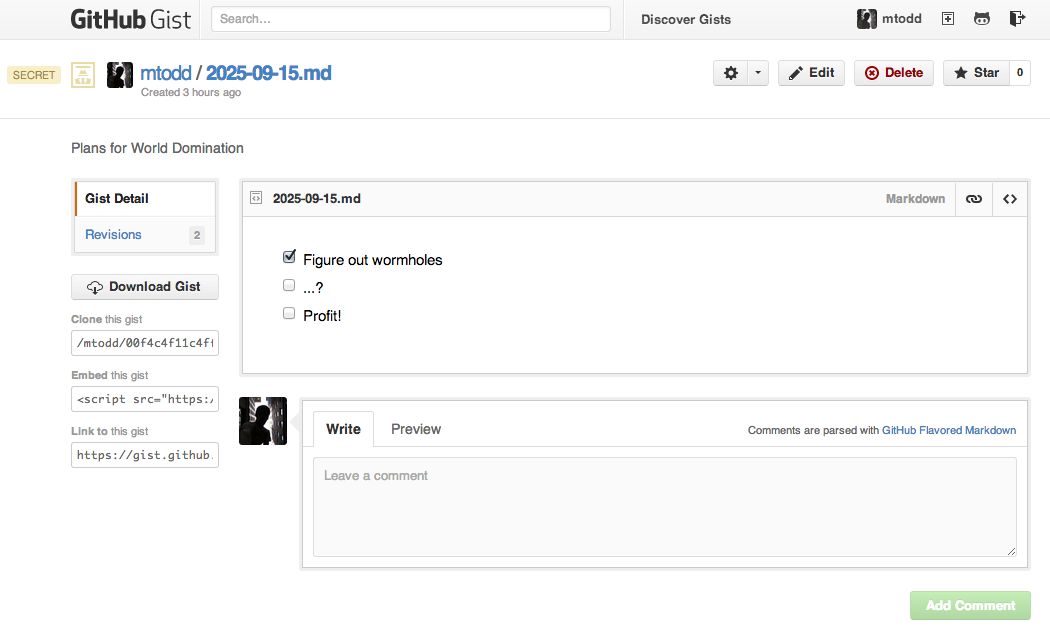 GitHub Gist
Search...
Discover Gists
mtodd
SECRET
mtodd / 2025-09-15.md
Created 3 hours ago
Edit
Delete
Star
0
Plans for World Domination
Gist Detail
Revisions 2
Download Gist
Clone this gist
/mtodd/00f4c4f11c4f
Embed this gist
<script src="https:/
Link to this gist
https://gist.github.
2025-09-15.md
Markdown
Figure out wormholes
...?
Profit!
Write
Preview
Comments are parsed with GitHub Flavored Markdown
Leave a comment
Add Comment